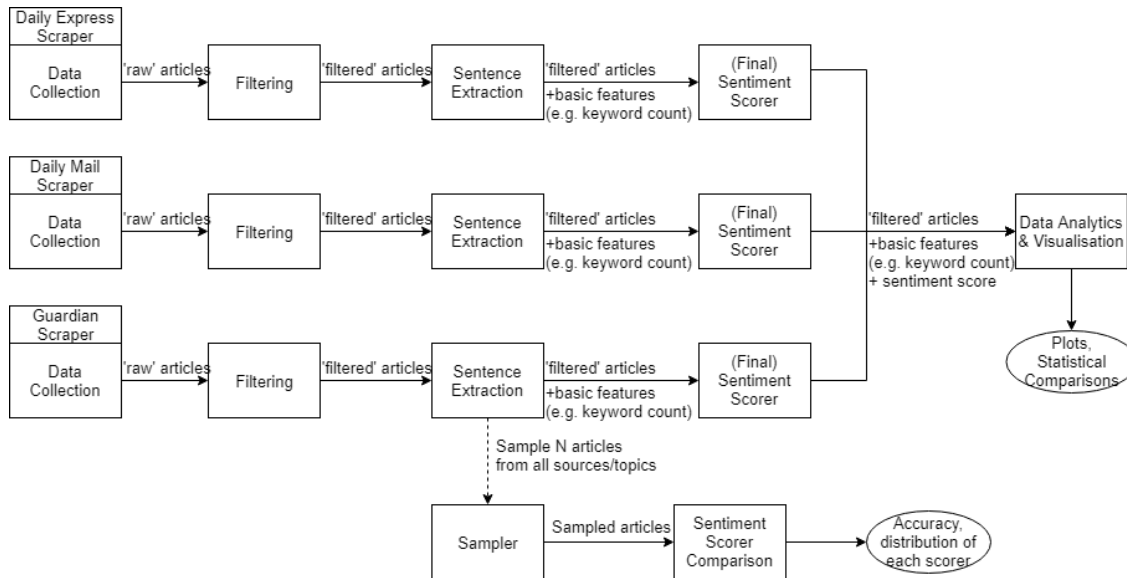 Daily Express
Scraper
Data
Collection
'raw' articles
Filtering
'filtered' articles
Sentence
Extraction
'filtered' articles
+basic features
(e.g. keyword count)
(Final)
Sentiment
Scorer
Daily Mail
Scraper
Data
Collection
'raw' articles
Filtering
'filtered' articles
Sentence
Extraction
'filtered' articles
+basic features
(e.g. keyword count)
(Final)
Sentiment
Scorer
'filtered' articles
+basic features
(e.g. keyword count)
+ sentiment score
Data Analytics
& Visualisation
Plots,
Statistical
Comparisons
Guardian
Scraper
Data
Collection
'raw' articles
Filtering
'filtered' articles
Sentence
Extraction
'filtered' articles
+basic features
(e.g. keyword count)
(Final)
Sentiment
Scorer
Sample N articles
from all sources/topics
Sampler
Sampled articles
Sentiment
Scorer
Comparison
Accuracy,
distribution of
each scorer